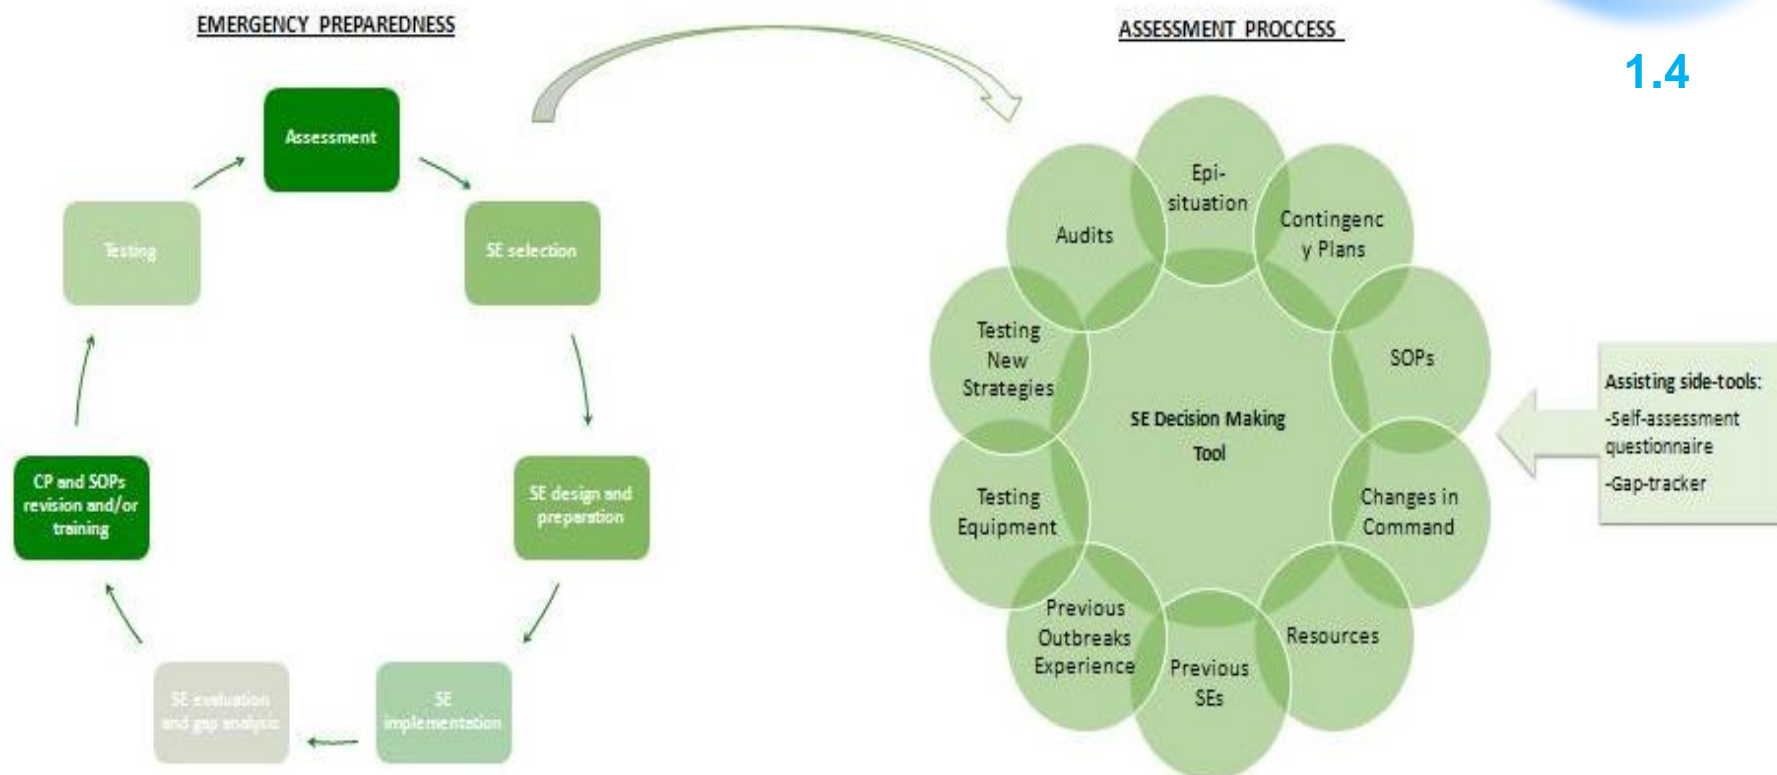 EMERGENCY PREPAREDNESS
ASSESSMENT PROCCESS
1.4
Assessment
SE selection
SE design and
preparation
SE
implementation
SE evaluation
and gap analysis
CP and SOPs
revision and/or
training
Testing
Epi-
situation
Contingenc
y Plans
SOPs
Changes in
Command
Resources
Previous
SEs
Previous
Outbreaks
Experience
Testing
Equipment
Testing
New
Strategies
Audits
SE Decision Making
Tool
Assisting side-tools:
-Self-assessment
questionnaire
-Gap-tracker